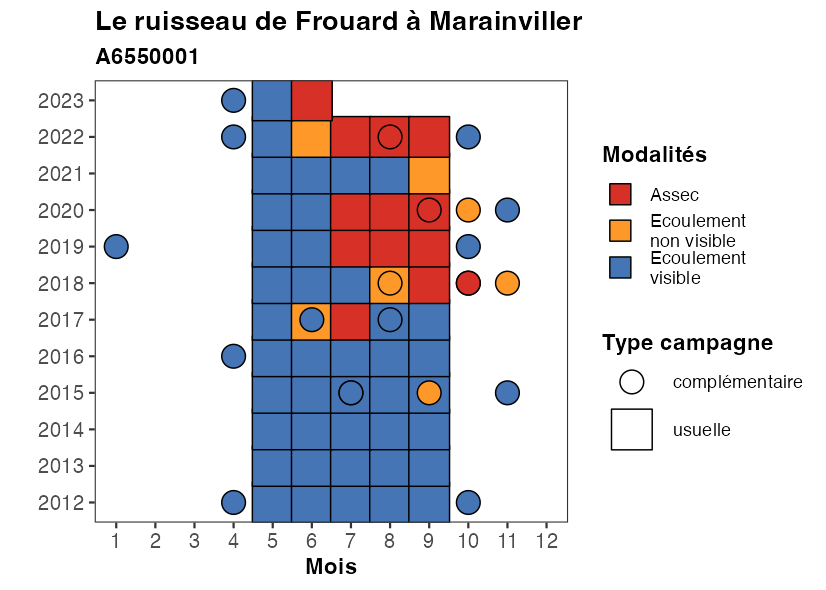 Le ruisseau de Frouard à Marainviller
A6550001
2023
2022
2021
2020
2019
2018
2017
2016
2015
2014
2013
2012
1 2 3 4 5 6 7 8 9 10 11 12
Mois
Modalités
Assec
Ecoulement
non visible
Ecoulement
visible
Type campagne
complémentaire
usuelle